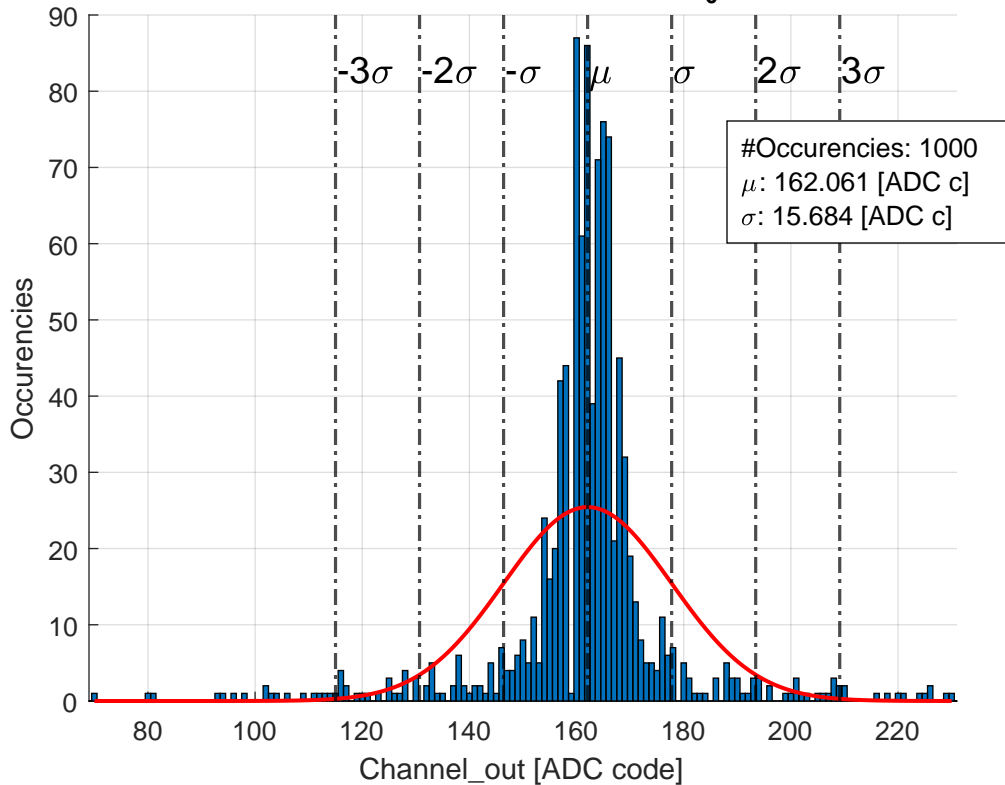 90
80
70
60
50
40
30
20
10
0
-3σ
-2σ
-σ
μ
σ
2σ
3σ
#Occurencies: 1000
μ: 162.061 [ADC c]
σ: 15.684 [ADC c]
Occurencies
80
100
120
140
160
180
200
220
Channel_out [ADC code]